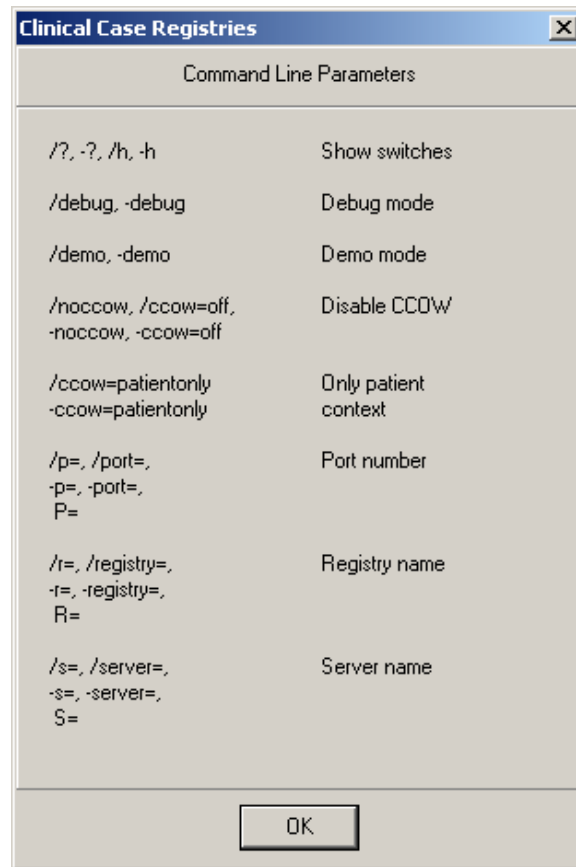 Clinical Case Registries
Command Line Parameters
/?, -?, /h, -h Show switches
/debug, -debug Debug mode
/demo, -demo Demo mode
/noccow, /ccow=off, Disable CCOW
-noccow, -ccow=off
/ccow=patientonly Only patient
-ccow=patientonly context
/p=, /port=, Port number
-p=, -port=,
P=
/r=, /registry=, Registry name
-r=, -registry=,
R=
/s=, /server=, Server name
-s=, -server=,
S=
OK